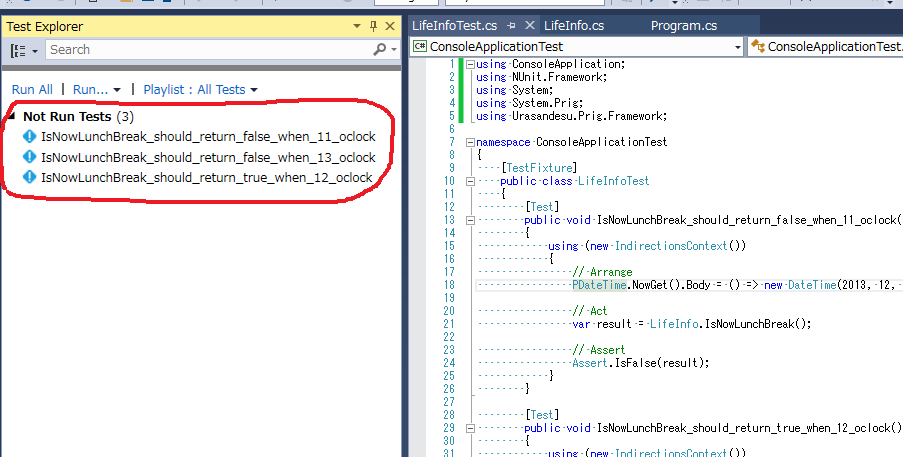 Test Explorer
Search
Run All | Run... | Playlist : All Tests
Not Run Tests (3)
IsNowLunchBreak_should_return_false_when_11_oclock
IsNowLunchBreak_should_return_false_when_13_oclock
IsNowLunchBreak_should_return_true_when_12_oclock
LifeInfoTest.cs LifeInfo.cs Program.cs
C# ConsoleApplicationTest ConsoleApplicationTest.
1 using ConsoleApplication;
2 using NUnit.Framework;
3 using System;
4 using System.Prig;
5 using Urasandesu.Prig.Framework;
6
7 namespace ConsoleApplicationTest
8 {
9 [TestFixture]
10 public class LifeInfoTest
11 {
12 [Test]
13 public void IsNowLunchBreak_should_return_false_when_11_oclock()
14 {
15 using (new IndirectionsContext())
16 {
17 // Arrange
18 PDateTime.NowGet().Body = () => new DateTime(2013, 12,
19
20 // Act
21 var result = LifeInfo.IsNowLunchBreak();
22
23 // Assert
24 Assert.IsFalse(result);
25 }
26 }
27
28 [Test]
29 public void IsNowLunchBreak_should_return_true_when_12_oclock()
30 {
31 using (new IndirectionsContext())